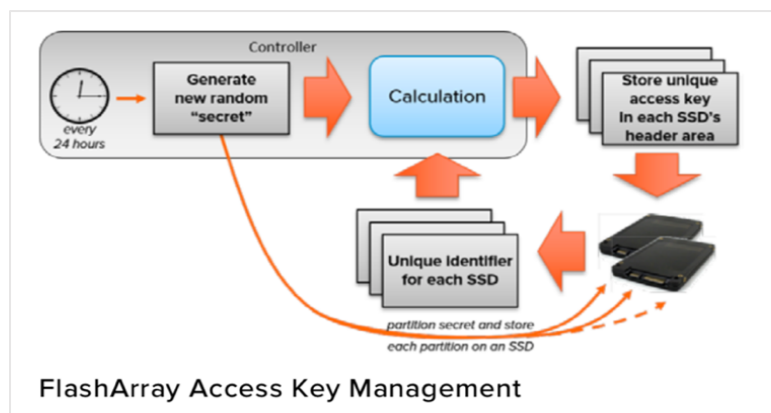 Controller
every
24 hours
Generate
new random
“secret”
Calculation
Store unique
access key
In each SSD's
header area
Unique Identifier
for each SSD
partition secret and store
each partition on an SSD
FlashArray Access Key Management